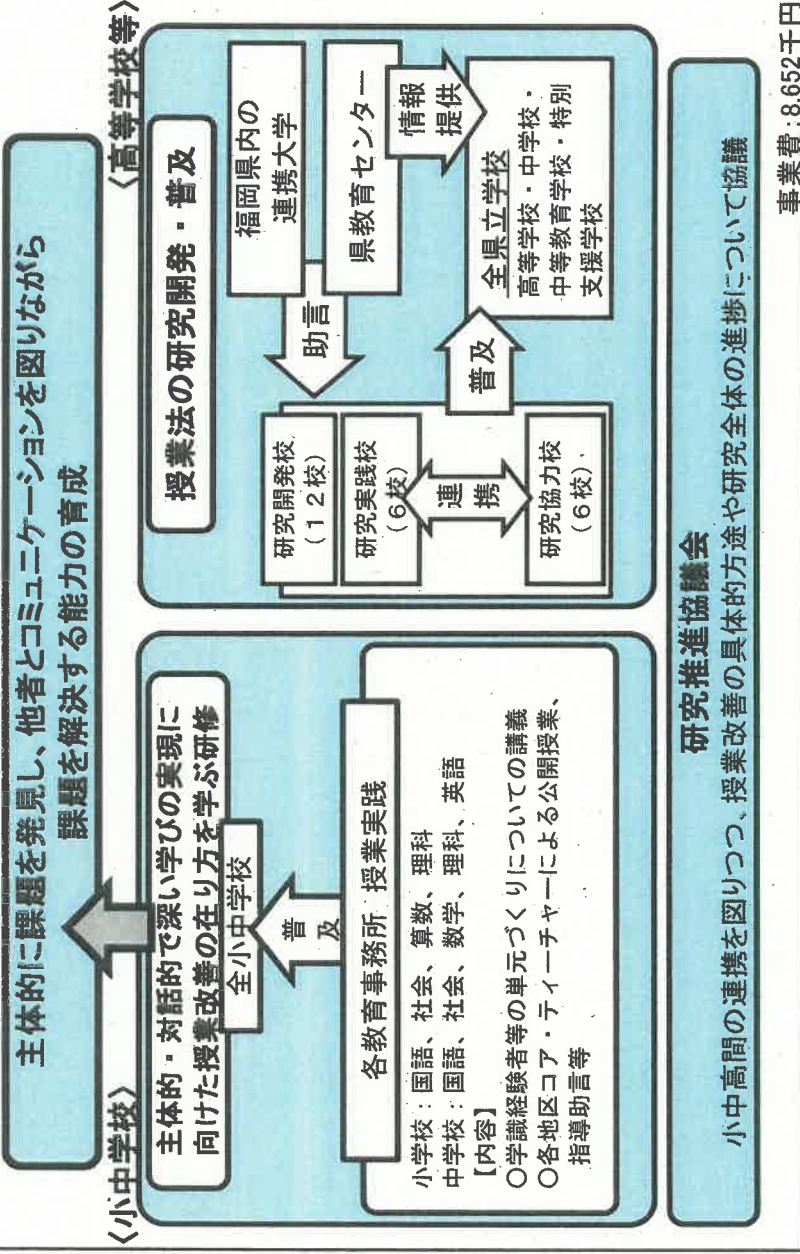 主体的に課題を発見し、他者とコミュニケーションを図りながら
課題を解決する能力の育成
〈小中学校〉
主体的・対話的で深い学びの実現に
向けた授業改善の在り方を学ぶ研修
全小中学校
普
及
各教育事務所 授業実践
小学校：国語、社会、算数、理科
中学校：国語、社会、数学、理科、英語
【内容】
〇学識経験者等の単元づくりについての講義
〇各地区コア・ティーチャーによる公開授業、
指導助言等
〈高等学校等〉
授業法の研究開発・普及
福岡県内の
連携大学
県教育センター
助言
情報
提供
研究開発校
（１２校）
研究実践校
（６校）
連
携
研究協力校
（６校）
普及
全県立学校
高等学校・中学校・
中等教育学校・特別
支援学校
研究推進協議会
小中高間の連携を図りつつ、授業改善の具体的方途や研究全体の進捗について協議
事業費：８,６５２千円